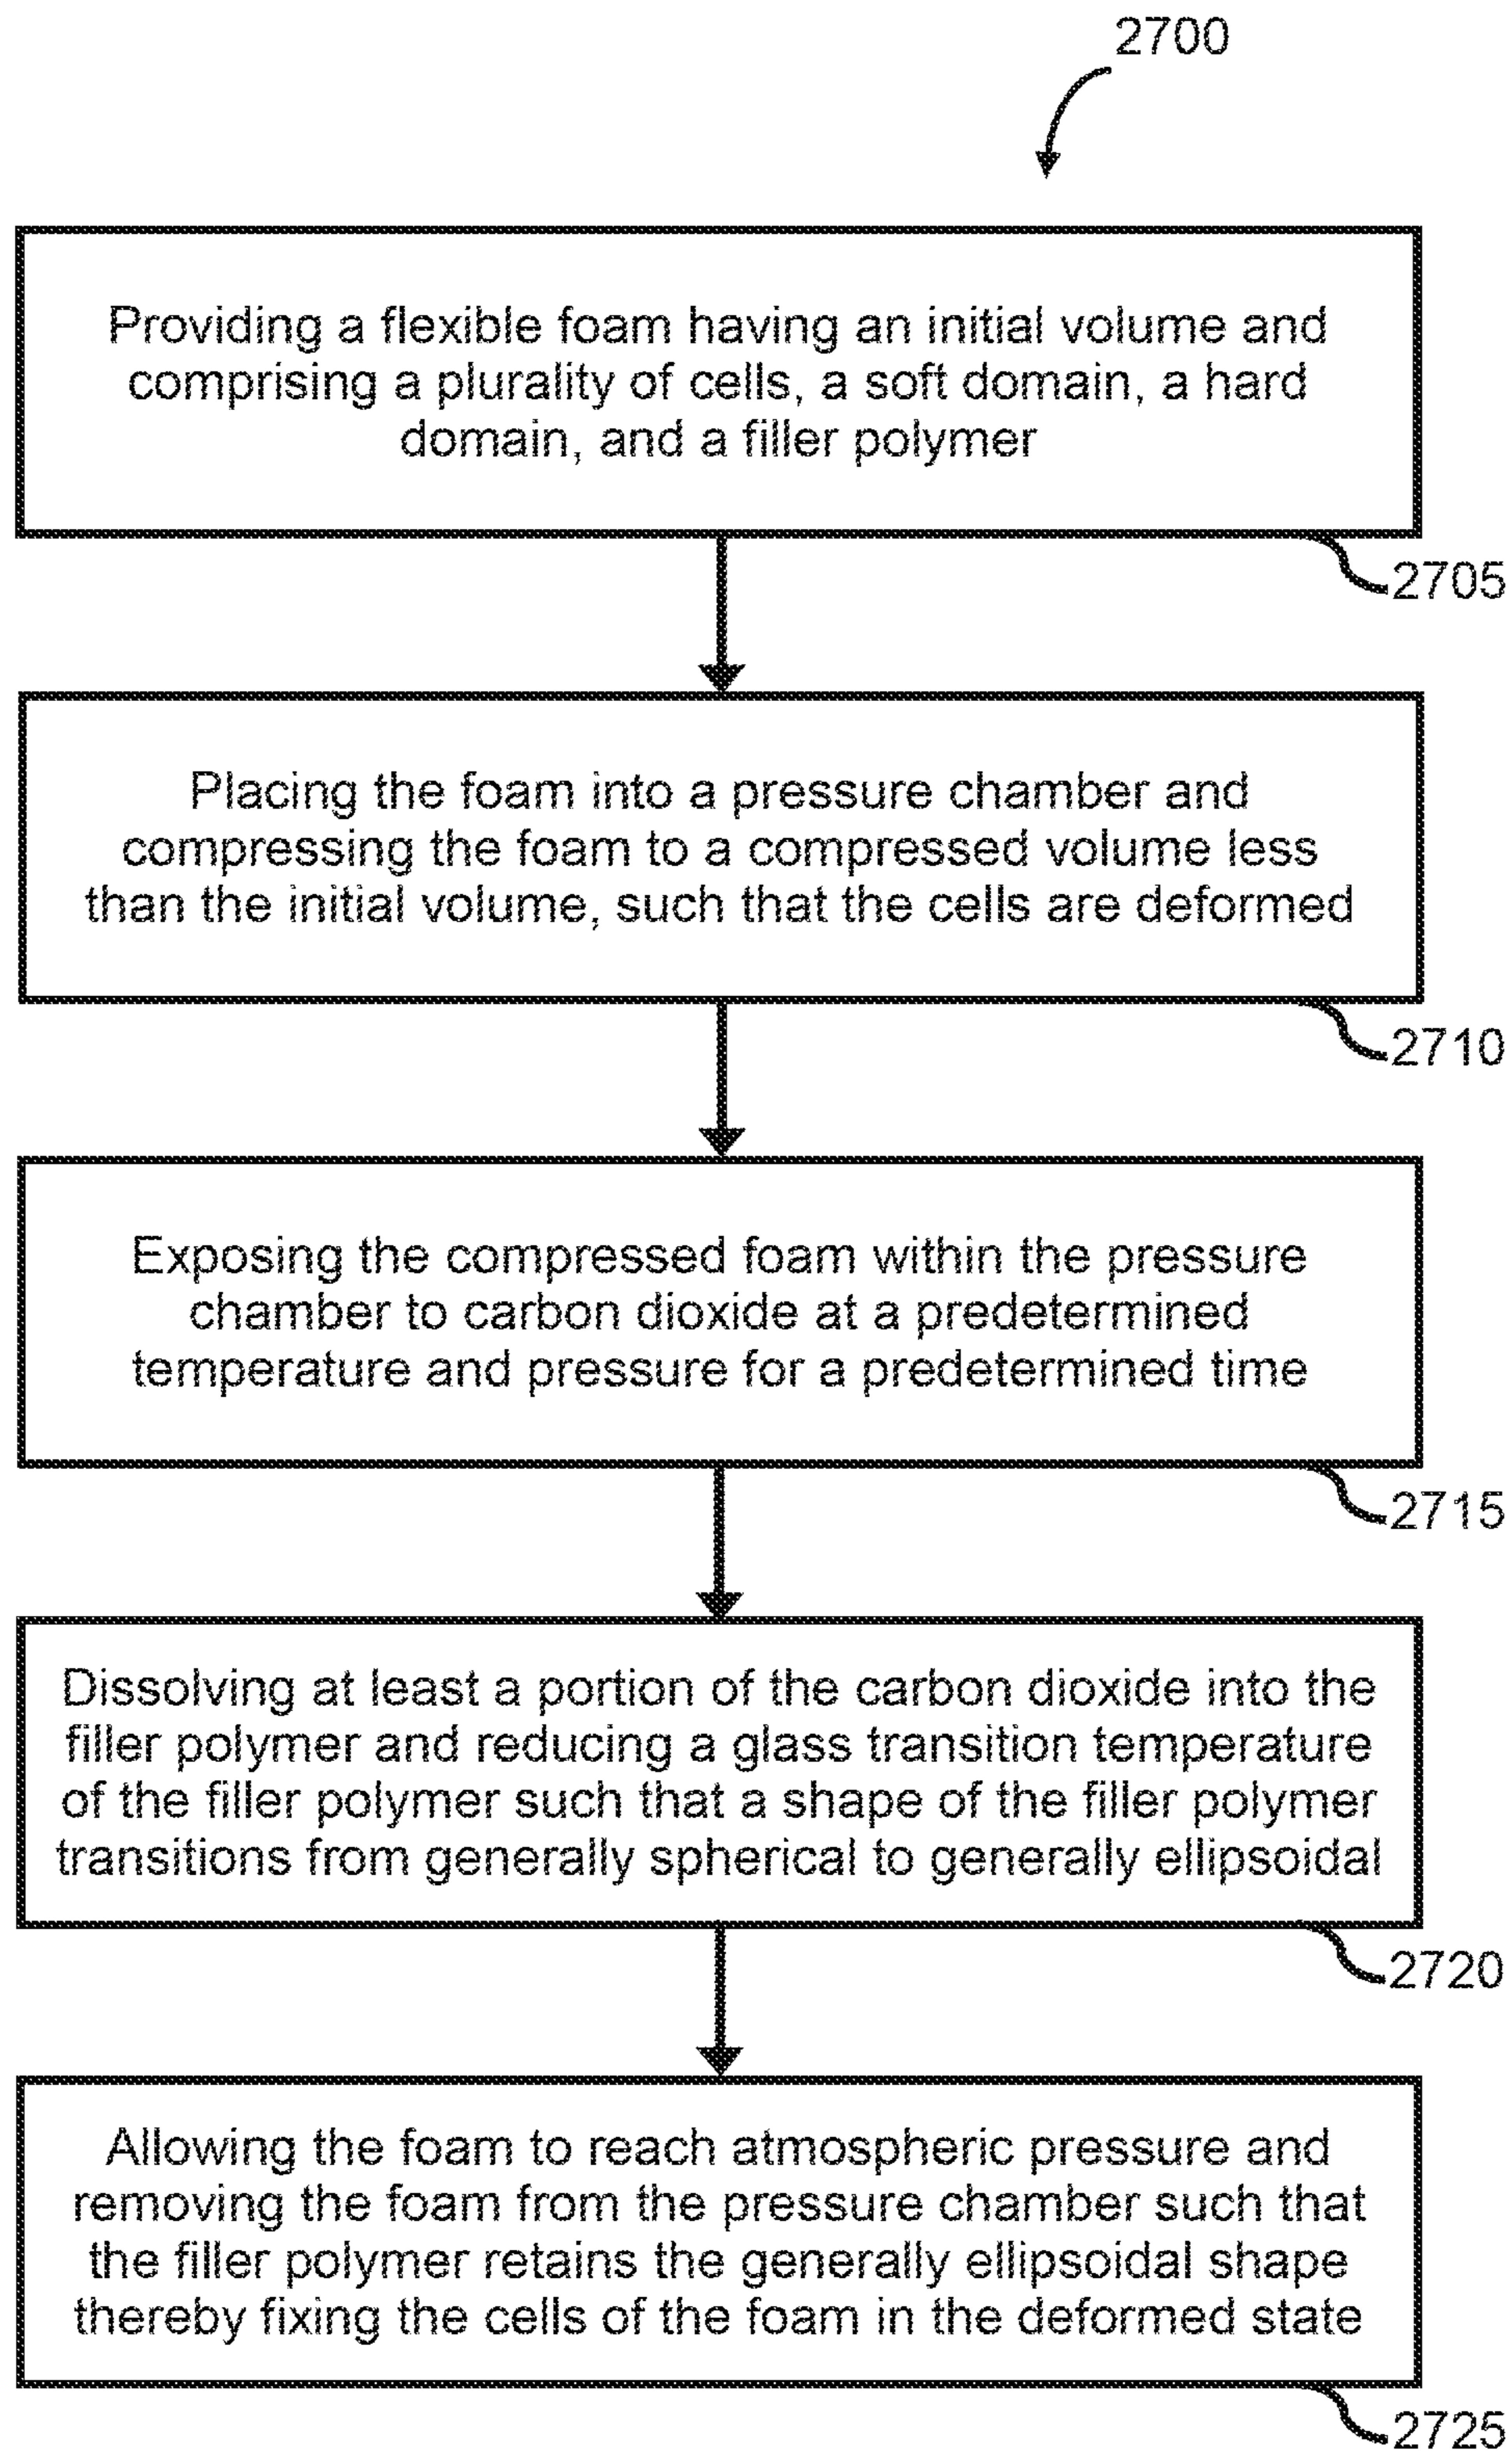 2700
Providing a flexible foam having an initial volume and
comprising a plurality of cells, a soft domain, a hard
domain, and a filler polymer
2705
Placing the foam into a pressure chamber and
compressing the foam to a compressed volume less
than the initial volume, such that the cells are deformed
2710
Exposing the compressed foam within the pressure
chamber to carbon dioxide at a predetermined
temperature and pressure for a predetermined time
2715
Dissolving at least a portion of the carbon dioxide into the
filler polymer and reducing a glass transition temperature
of the filler polymer such that a shape of the filler polymer
transitions from generally spherical to generally ellipsoidal
2720
Allowing the foam to reach atmospheric pressure and
removing the foam from the pressure chamber such that
the filler polymer retains the generally ellipsoidal shape
thereby fixing the cells of the foam in the deformed state
2725